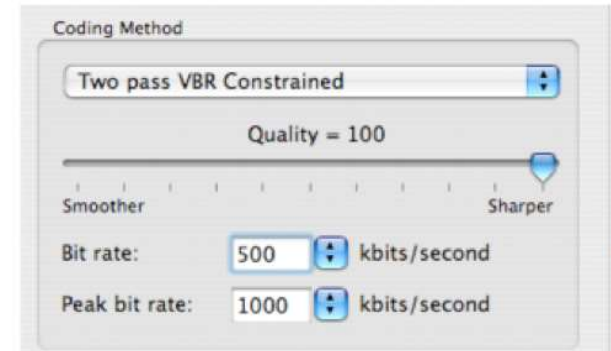 Coding Method
Two pass VBR Constrained
Quality = 100
Smoother Sharper
Bit rate: 500 kbits/second
Peak bit rate: 1000 kbits/second